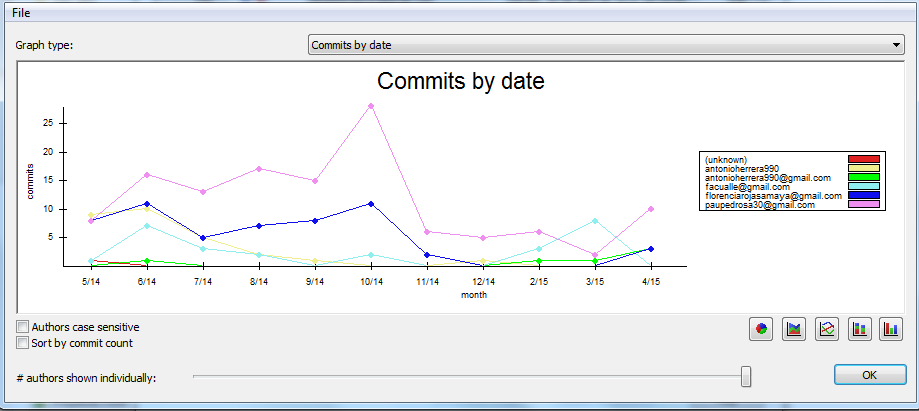 File
Graph type:
Commits by date
Commits by date
commits
25
20
15
10
5
5/14 6/14 7/14 8/14 9/14 10/14 11/14 12/14 2/15 3/15 4/15
month
(unknown)
antonioherrera990
antonioherrera990@gmail.com
facualle@gmail.com
florenciarojasamaya@gmail.com
paupedrosa30@gmail.com
Authors case sensitive
Sort by commit count
# authors shown individually:
OK